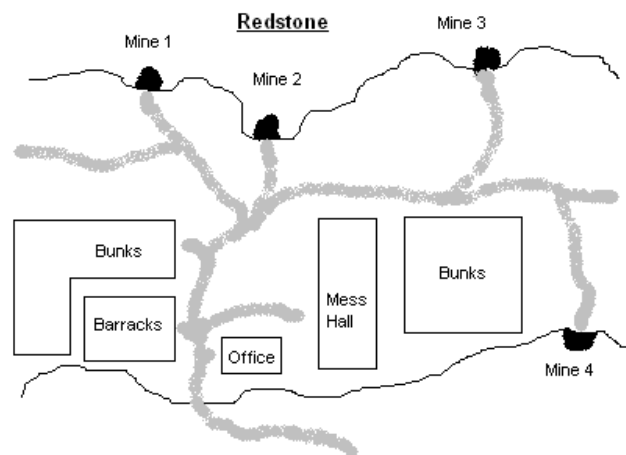 Redstone
Mine 1
Mine 2
Mine 3
Bunks
Barracks
Office
Mess
Hall
Bunks
Mine 4